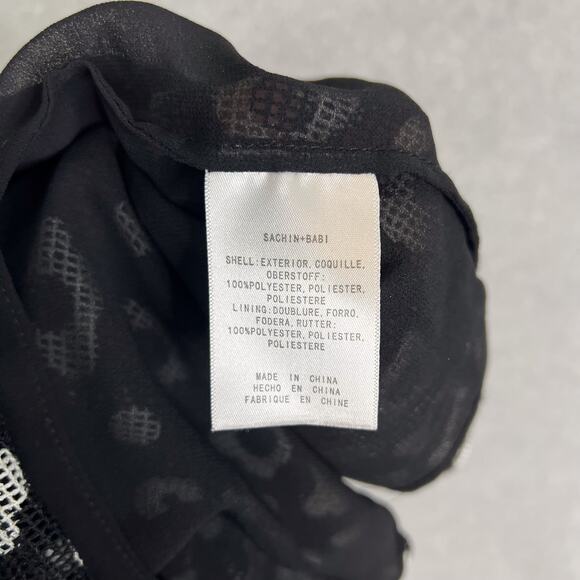 SACHIN+BABI
SHELL:EXTERIOR, COQUILLE,
OBERSTOFF:
100%POLYESTER, POLIESTER,
POLIESTERE
LINING:DOUBLURE, FORRO,
FODERA, RUTTER:
100%POLYESTER, POLIESTER,
POLIESTERE
MADE IN CHINA
HECHO EN CHINA
FABRIQUE EN CHINE